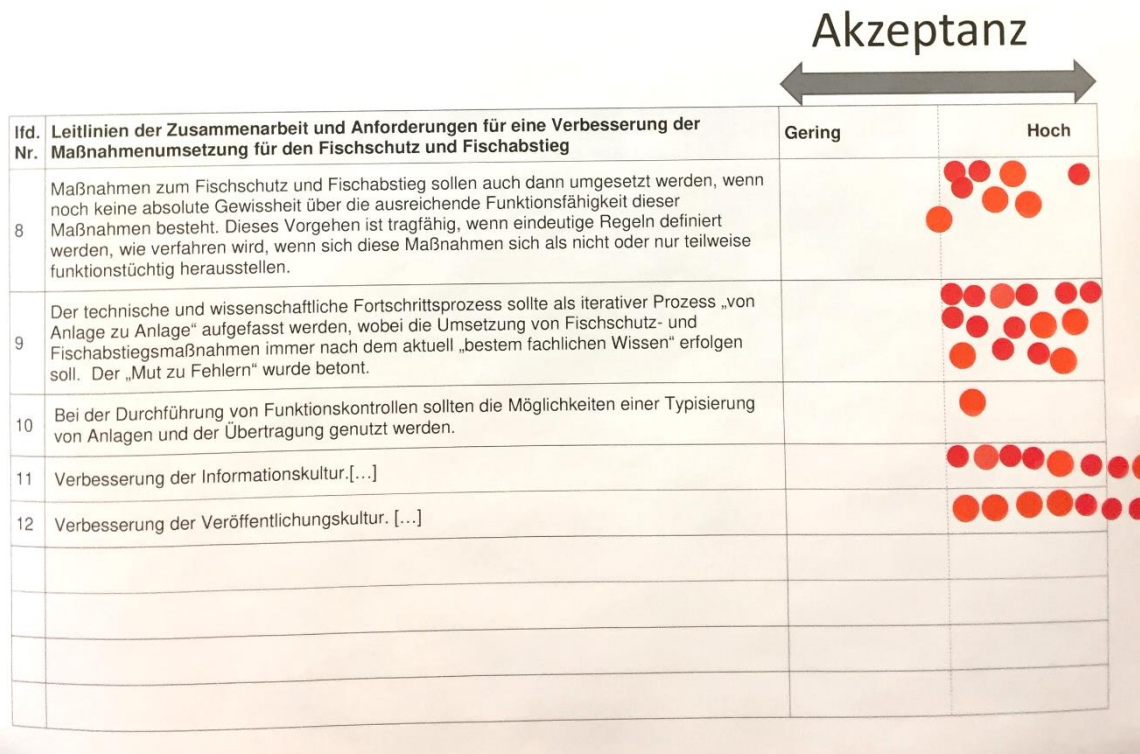 Akzeptanz
lfd. Nr.
Leitlinien der Zusammenarbeit und Anforderungen für eine Verbesserung der
Maßnahmenumsetzung für den Fischschutz und Fischabstieg
Gering
Hoch
8
Maßnahmen zum Fischschutz und Fischabstieg sollen auch dann umgesetzt werden, wenn
noch keine absolute Gewissheit über die ausreichende Funktionsfähigkeit dieser
Maßnahmen besteht. Dieses Vorgehen ist tragfähig, wenn eindeutige Regeln definiert
werden, wie verfahren wird, wenn sich diese Maßnahmen sich als nicht oder nur teilweise
funktionstüchtig herausstellen.
9
Der technische und wissenschaftliche Fortschrittsprozess sollte als iterativer Prozess „von
Anlage zu Anlage“ aufgefasst werden, wobei die Umsetzung von Fischschutz- und
Fischabstiegsmaßnahmen immer nach dem aktuell „bestem fachlichen Wissen“ erfolgen
soll. Der „Mut zu Fehlern“ wurde betont.
10
Bei der Durchführung von Funktionskontrollen sollten die Möglichkeiten einer Typisierung
von Anlagen und der Übertragung genutzt werden.
11
Verbesserung der Informationskultur.[...]
12
Verbesserung der Veröffentlichungskultur. [...]